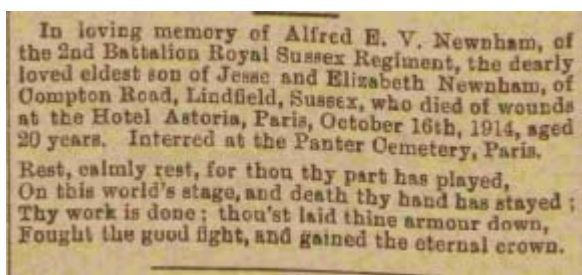 In loving memory of Alfred E. V. Newnham, of
the 2nd Battalion Royal Sussex Regiment, the dearly
loved eldest son of Jesse and Elizabeth Newnham, of
Compton Road, Lindfield, Sussex, who died of wounds
at the Hotel Astoria, Paris, October 16th, 1914, aged
20 years. Interred at the Panter Cemetery, Paris.
Rest, calmly rest, for thou thy part has played,
On this world's stage, and death thy hand has stayed;
Thy work is done; thou'st laid thine armour down,
Fought the good fight, and gained the eternal crown.